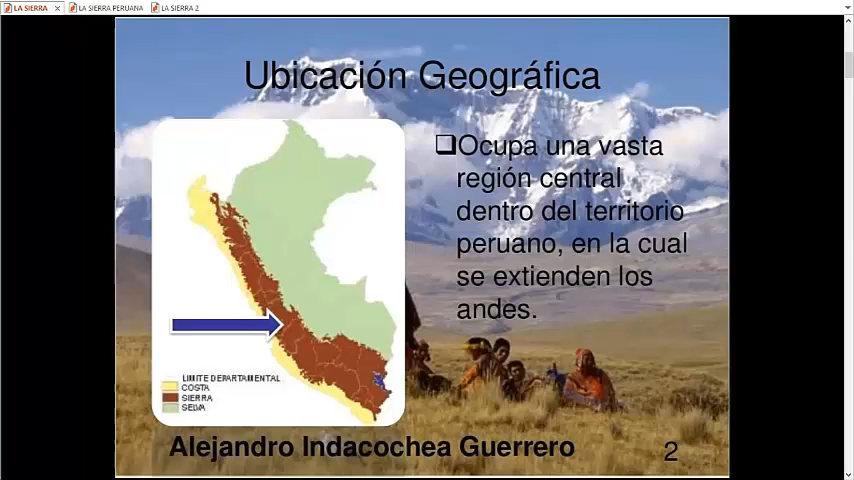 LA SIERRA
LA SIERRA PERUANA
LA SIERRA 2
Ubicación Geográfica
Ocupa una vasta
región central
dentro del territorio
peruano, en la cual
se extienden los
andes.
LIMITE DEPARTAMENTAL
COSTA
SIERRA
SELVA
Alejandro Indacochea Guerrero
2